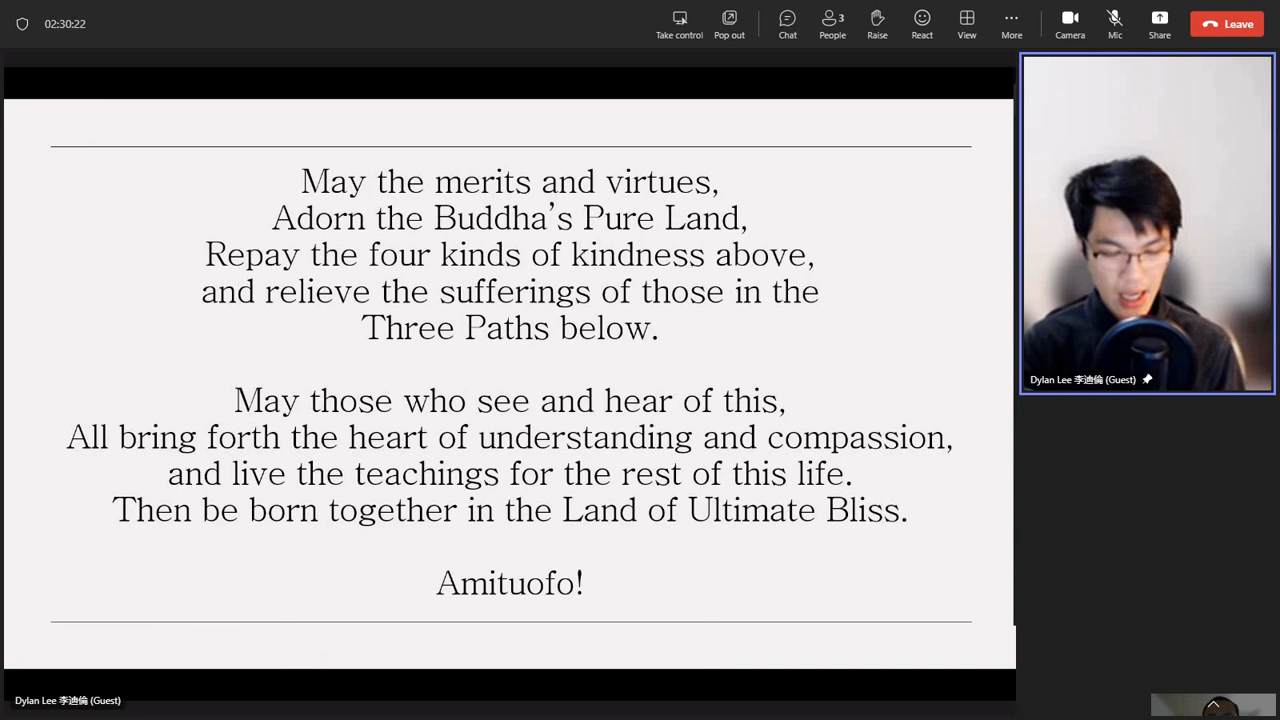 02:30:22
Take control
Pop out
Chat
3
People
Raise
React
View
More
Camera
Mic
Share
Leave
May the merits and virtues,
Adorn the Buddha’s Pure Land,
Repay the four kinds of kindness above,
and relieve the sufferings of those in the
Three Paths below.
May those who see and hear of this,
All bring forth the heart of understanding and compassion,
and live the teachings for the rest of this life.
Then be born together in the Land of Ultimate Bliss.
Amituofo!
Dylan Lee 李迪倫 (Guest)
Dylan Lee 李迪倫 (Guest)